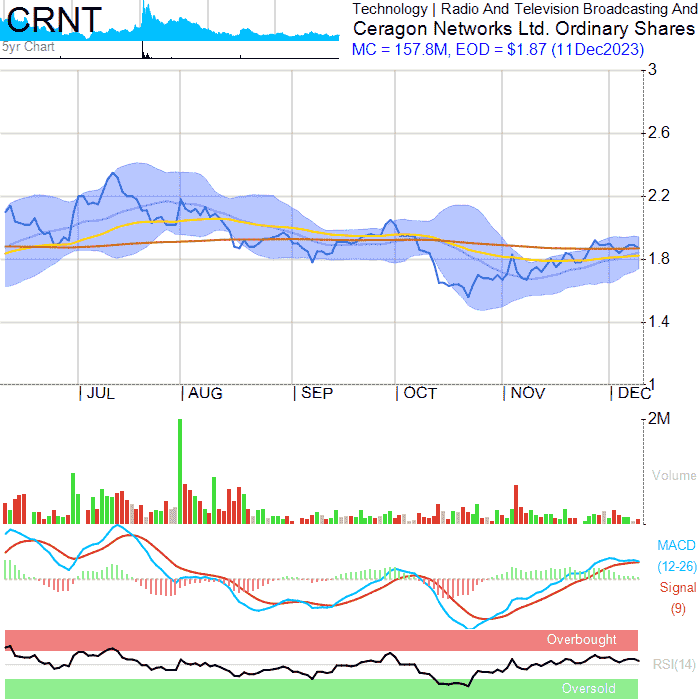 CRNT
5yr Chart
Technology | Radio And Television Broadcasting And
Ceragon Networks Ltd. Ordinary Shares
MC = 157.8M, EOD = $1.87 (11Dec2023)
3
2.6
2.2
1.8
1.4
1
JUL AUG SEP OCT NOV DEC
2M
Volume
MACD
(12-26)
Signal
(9)
Overbought
RSI(14)
Oversold